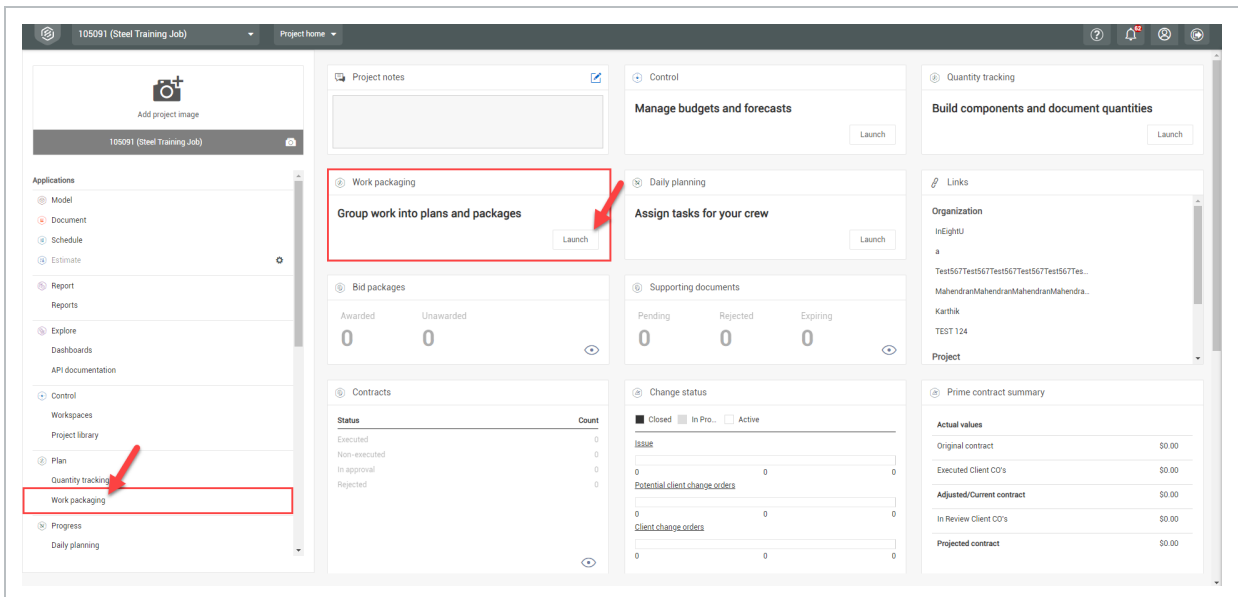 105091 (Steel Training Job)
Project home
62
Add project image
105091 (Steel Training Job)
Applications
Model
Document
Schedule
Estimate
Report
Reports
Explore
Dashboards
API documentation
Control
Workspaces
Project library
Plan
Quantity tracking
Work packaging
Progress
Daily planning
Project notes
Control
Manage budgets and forecasts
Launch
Quantity tracking
Build components and document quantities
Launch
Work packaging
Group work into plans and packages
Launch
Daily planning
Assign tasks for your crew
Launch
Links
Organization
InEightU
a
Test567Test567Test567Test567Test567Tes...
MahendranMahendranMahendranMahendra...
Karthik
TEST 124
Project
Bid packages
Awarded Unawarded
0 0
Supporting documents
Pending Rejected Expiring
0 0 0
Contracts
Status Count
Executed 0
Non-executed 0
In approval 0
Rejected 0
Change status
Closed In Pro... Active
Issue
0 0 0
Potential client change orders
0 0 0
Client change orders
0 0 0
Prime contract summary
Actual values
Original contract $0.00
Executed Client CO's $0.00
Adjusted/Current contract $0.00
In Review Client CO's $0.00
Projected contract $0.00